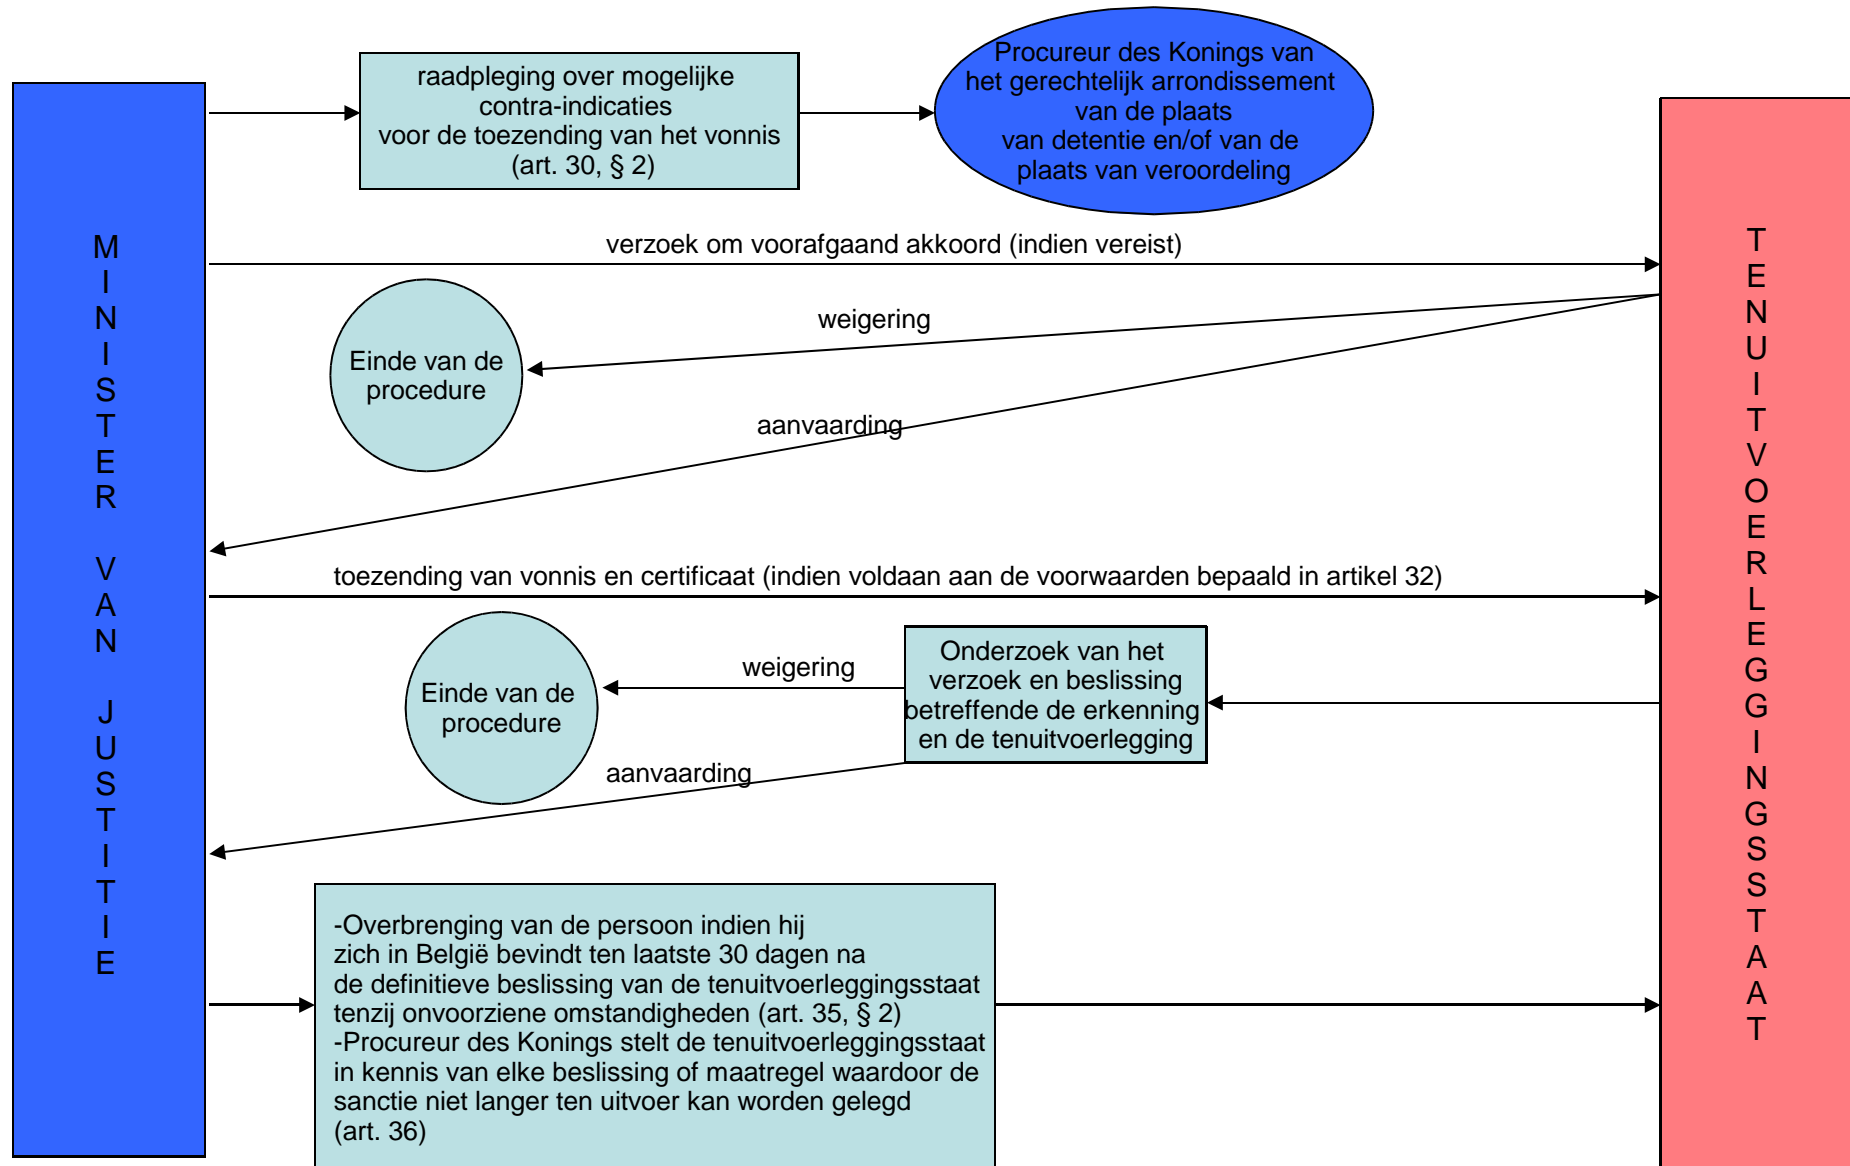 raadpleging over mogelijke
contra-indicaties
voor de toezending van het vonnis
(art. 30, § 2)
Procureur des Konings van
het gerechtelijk arrondissement
van de plaats
van detentie en/of van de
plaats van veroordeling
M
I
N
I
S
T
E
R
V
A
N
J
U
S
T
I
T
I
E
verzoek om voorafgaand akkoord (indien vereist)
weigering
Einde van de
procedure
aanvaarding
toezending van vonnis en certificaat (indien voldaan aan de voorwaarden bepaald in artikel 32)
Onderzoek van het
verzoek en beslissing
betreffende de erkenning
en de tenuitvoerlegging
weigering
Einde van de
procedure
aanvaarding
-Overbrenging van de persoon indien hij
zich in België bevindt ten laatste 30 dagen na
de definitieve beslissing van de tenuitvoerleggingsstaat
tenzij onvoorziene omstandigheden (art. 35, § 2)
-Procureur des Konings stelt de tenuitvoerleggingsstaat
in kennis van elke beslissing of maatregel waardoor de
sanctie niet langer ten uitvoer kan worden gelegd
(art. 36)
T
E
N
U
I
T
V
O
E
R
L
E
G
G
I
N
G
S
S
T
A
A
T